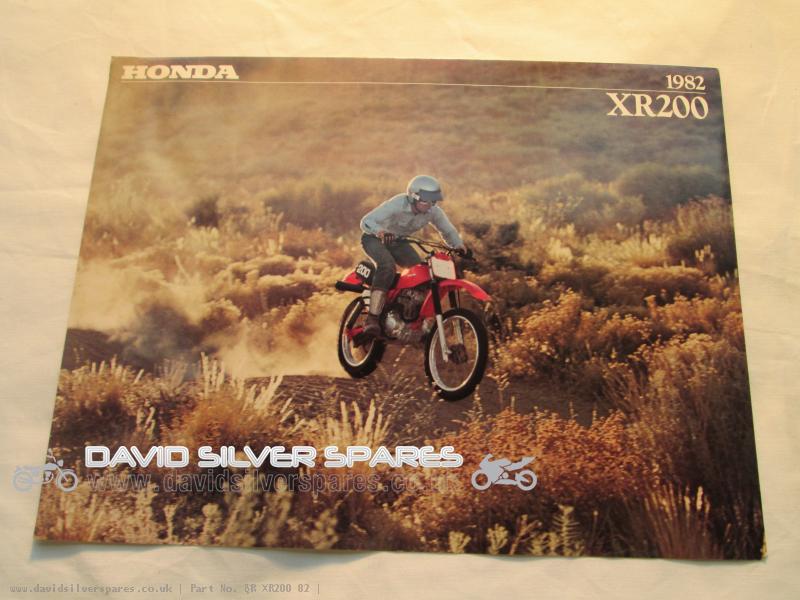 HONDA
1982
XR200
200
DAVID SILVER SPARES
www.davidsilverspares.co.uk
www.davidsilverspares.co.uk | Part No. BR XR200 82 |